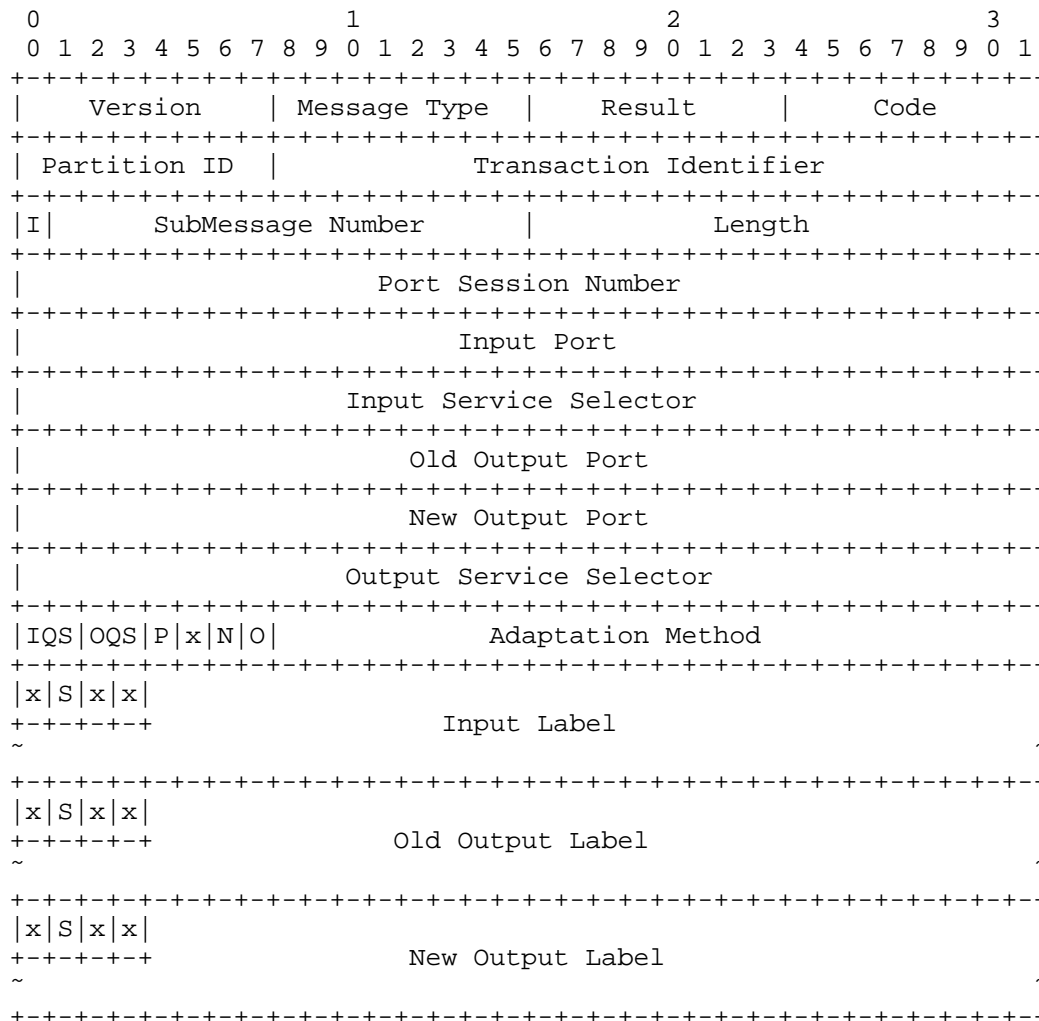 0                   1                   2                   3
 0 1 2 3 4 5 6 7 8 9 0 1 2 3 4 5 6 7 8 9 0 1 2 3 4 5 6 7 8 9 0 1
+-+-+-+-+-+-+-+-+-+-+-+-+-+-+-+-+-+-+-+-+-+-+-+-+-+-+-+-+-+-+-+-
|    Version    | Message Type  |    Result     |     Code
+-+-+-+-+-+-+-+-+-+-+-+-+-+-+-+-+-+-+-+-+-+-+-+-+-+-+-+-+-+-+-+-
| Partition ID  |            Transaction Identifier
+-+-+-+-+-+-+-+-+-+-+-+-+-+-+-+-+-+-+-+-+-+-+-+-+-+-+-+-+-+-+-+-
|I|      SubMessage Number      |           Length
+-+-+-+-+-+-+-+-+-+-+-+-+-+-+-+-+-+-+-+-+-+-+-+-+-+-+-+-+-+-+-+-
|                      Port Session Number
+-+-+-+-+-+-+-+-+-+-+-+-+-+-+-+-+-+-+-+-+-+-+-+-+-+-+-+-+-+-+-+-
|                           Input Port
+-+-+-+-+-+-+-+-+-+-+-+-+-+-+-+-+-+-+-+-+-+-+-+-+-+-+-+-+-+-+-+-
|                    Input Service Selector
+-+-+-+-+-+-+-+-+-+-+-+-+-+-+-+-+-+-+-+-+-+-+-+-+-+-+-+-+-+-+-+-
|                        Old Output Port
+-+-+-+-+-+-+-+-+-+-+-+-+-+-+-+-+-+-+-+-+-+-+-+-+-+-+-+-+-+-+-+-
|                        New Output Port
+-+-+-+-+-+-+-+-+-+-+-+-+-+-+-+-+-+-+-+-+-+-+-+-+-+-+-+-+-+-+-+-
|                    Output Service Selector
+-+-+-+-+-+-+-+-+-+-+-+-+-+-+-+-+-+-+-+-+-+-+-+-+-+-+-+-+-+-+-+-
|IQS|OQS|P|x|N|O|             Adaptation Method
+-+-+-+-+-+-+-+-+-+-+-+-+-+-+-+-+-+-+-+-+-+-+-+-+-+-+-+-+-+-+-+-
|x|S|x|x|
+-+-+-+-+                  Input Label
~                                                               ~
+-+-+-+-+-+-+-+-+-+-+-+-+-+-+-+-+-+-+-+-+-+-+-+-+-+-+-+-+-+-+-+-
|x|S|x|x|
+-+-+-+-+               Old Output Label
~                                                               ~
+-+-+-+-+-+-+-+-+-+-+-+-+-+-+-+-+-+-+-+-+-+-+-+-+-+-+-+-+-+-+-+-
|x|S|x|x|
+-+-+-+-+                New Output Label
~                                                               ~
+-+-+-+-+-+-+-+-+-+-+-+-+-+-+-+-+-+-+-+-+-+-+-+-+-+-+-+-+-+-+-+-